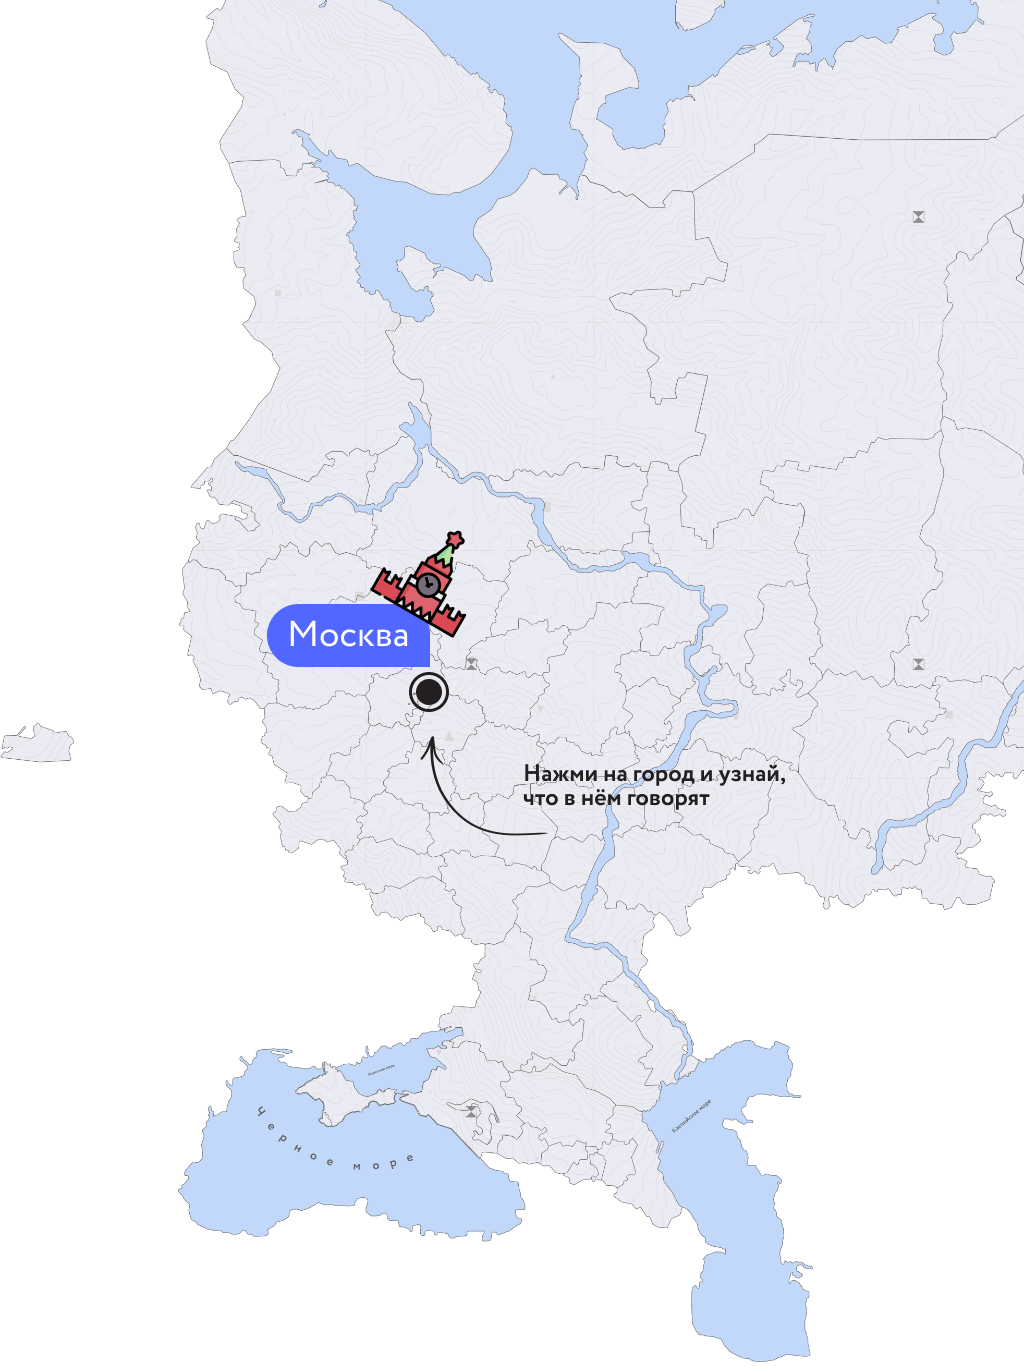 Москва
Нажми на город и узнай,
что в нём говорят
Азовское море
Каспийское море
Черное море